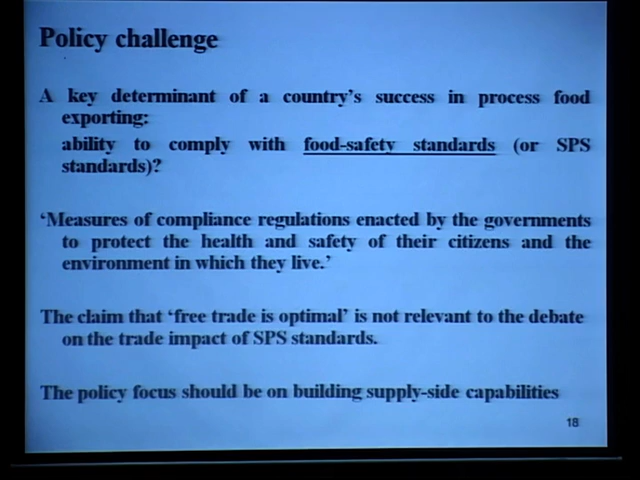 Policy challenge
A key determinant of a country's success in process food
exporting:
ability to comply with food-safety standards (or SPS
standards)?
'Measures of compliance regulations enacted by the governments
to protect the health and safety of their citizens and the
environment in which they live.'
The claim that 'free trade is optimal' is not relevant to the debate
on the trade impact of SPS standards.
The policy focus should be on building supply-side capabilities
18